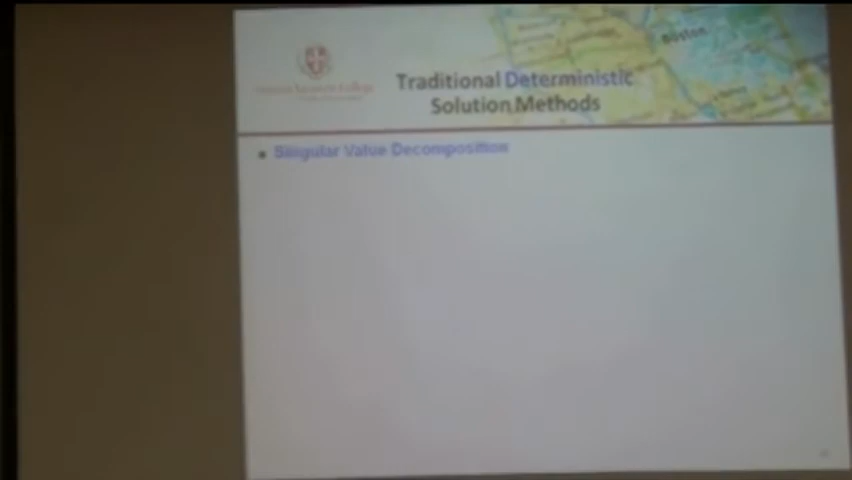 Boston
Traditional Deterministic
Solution Methods
Singular Value Decomposition